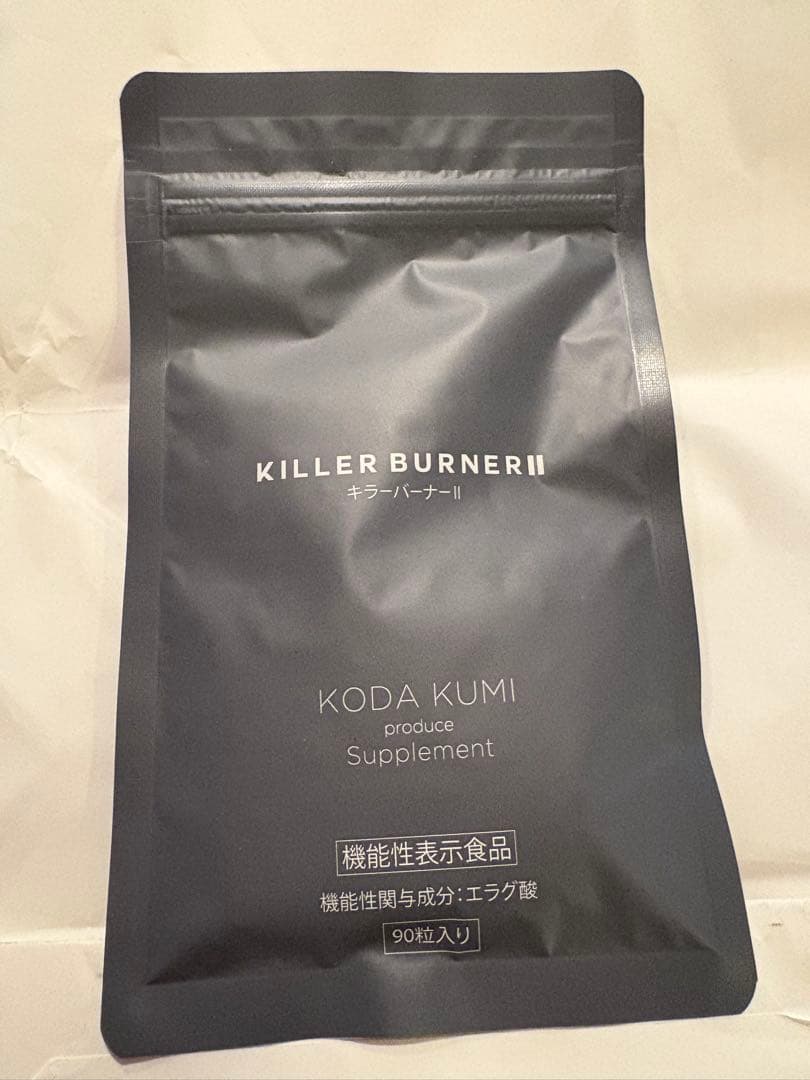 KILLER BURNERⅡ
キラーバーナーⅡ
KODA KUMI
produce
Supplement
機能性表示食品
機能性関与成分：エラグ酸
90粒入り